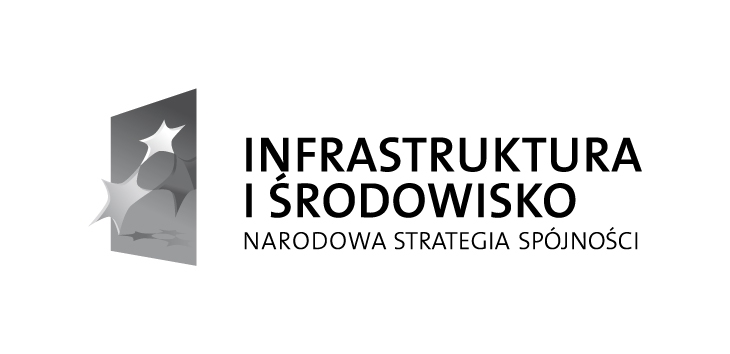 INFRASTRUKTURA
I ŚRODOWISKO
NARODOWA STRATEGIA SPÓJNOŚCI